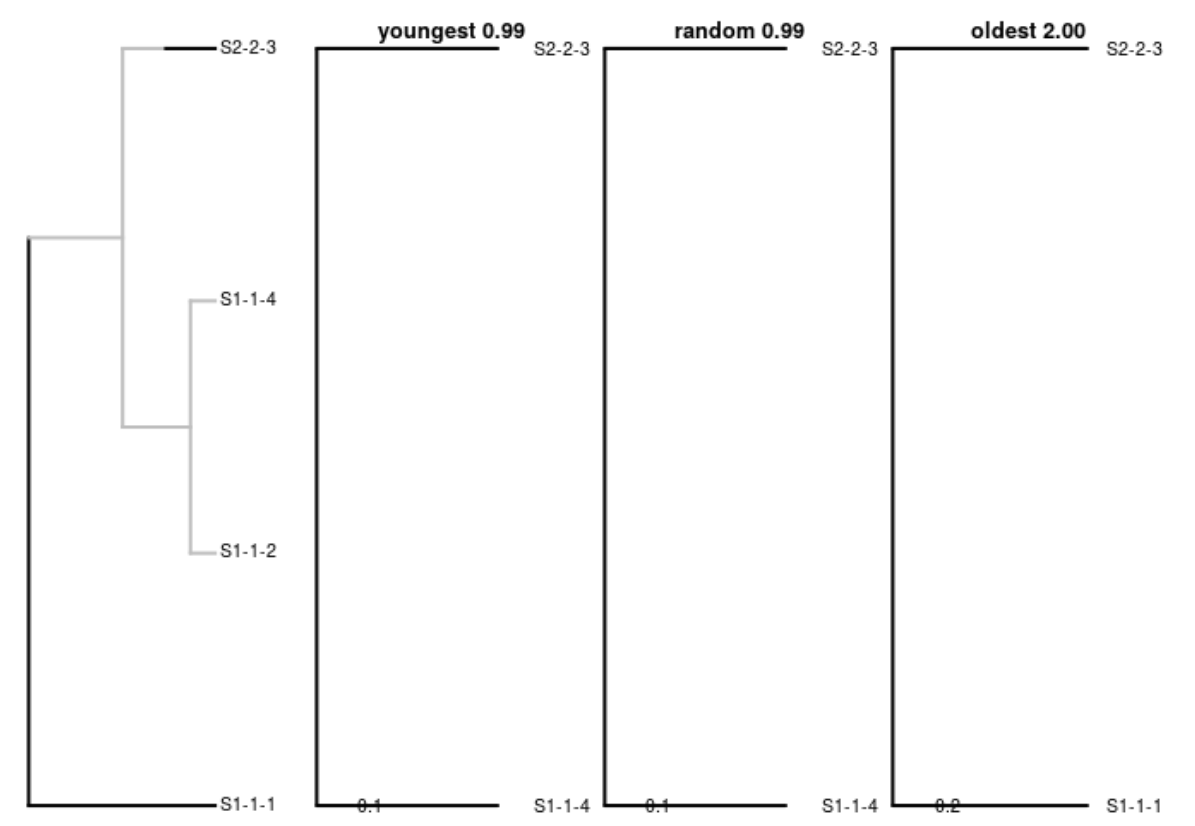 youngest 0.99
random 0.99
oldest 2.00
S2-2-3
S2-2-3
S2-2-3
S2-2-3
S1-1-4
S1-1-2
S1-1-1
0.1
S1-1-4
0.1
S1-1-4
0.2
S1-1-1